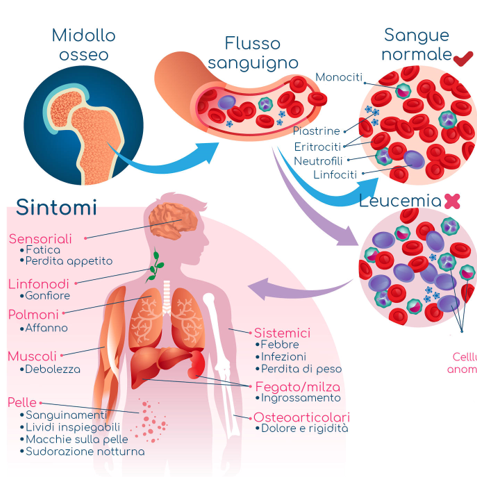 Midollo
osseo
Flusso
sanguigno
Sangue
normale
Monociti
Piastrine
Eritrociti
Neutrofili
Linfociti
Leucemia
Sintomi
Sensoriali
•Fatica
•Perdita appetito
Linfonodi
•Gonfiore
Polmoni
•Affanno
Muscoli
•Debolezza
Pelle
•Sanguinamenti
•Lividi inspiegabili
•Macchie sulla pelle
•Sudorazione notturna
Sistemici
•Febbre
•Infezioni
•Perdita di peso
Fegato/milza
•Ingrossamento
Osteoarticolari
•Dolore e rigidità